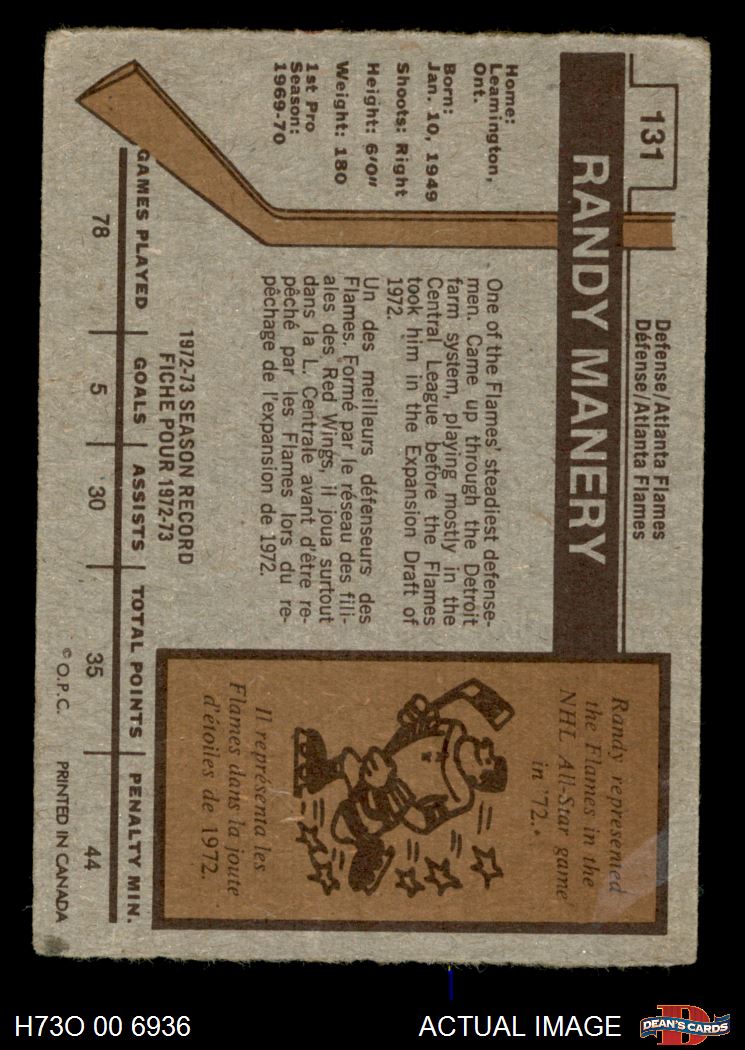 131
Defense/Atlanta Flames
Défense/Atlanta Flames
RANDY MANERY
Home:
Leamington,
Ont.
Born:
Jan. 10, 1949
Shoots: Right
Height: 6'0"
Weight: 180
1st Pro
Season:
1969-70
One of the Flames' steadiest defense-
men. Came up through the Detroit
farm system, playing mostly in the
Central League before the Flames
took him in the Expansion Draft of
1972.
Un des meilleurs défenseurs des
Flames. Formé par le réseau des fili-
ales des Red Wings, il joua surtout
dans la L. Centrale avant d'être re-
pêché par les Flames lors du re-
pêchage de l'expansion de 1972.
Randy represented
the Flames in the
NHL All-Star game
in '72.
Il représenta les
Flames dans la joute
d'étoiles de 1972.
1972-73 SEASON RECORD
FICHE POUR 1972-73
GAMES PLAYED GOALS ASSISTS TOTAL POINTS PENALTY MIN.
78 5 30 35 44
© O.P.C. PRINTED IN CANADA
H73O 00 6936 ACTUAL IMAGE
DEAN'S CARDS